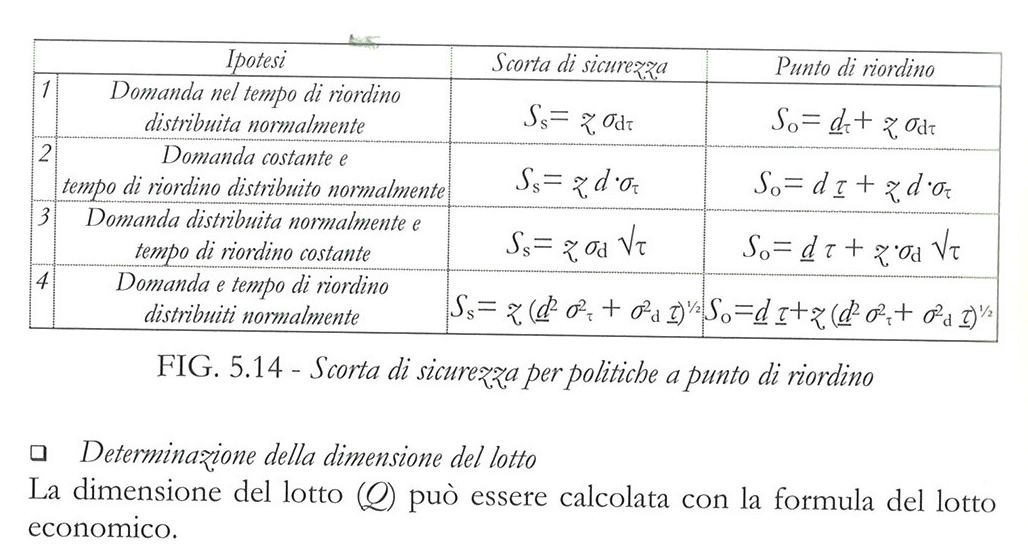 Ipotesi Scorta di sicurezza Punto di riordino
1 Domanda nel tempo di riordino
distribuita normalmente Sₛ= z σdτ Sₒ= d̲τ+ z σdτ
2 Domanda costante e
tempo di riordino distribuito normalmente Sₛ= z d·στ Sₒ= d τ̲ + z d·στ
3 Domanda distribuita normalmente e
tempo di riordino costante Sₛ= z σd √τ Sₒ= d̲ τ + z·σd √τ
4 Domanda e tempo di riordino
distribuiti normalmente Sₛ= z (d̲² σ²τ + σ²d τ̲)^½ Sₒ=d̲ τ̲+z (d̲² σ²τ+ σ²d τ̲)^½
FIG. 5.14 - Scorta di sicurezza per politiche a punto di riordino
❑ Determinazione della dimensione del lotto
La dimensione del lotto (Q) può essere calcolata con la formula del lotto
economico.